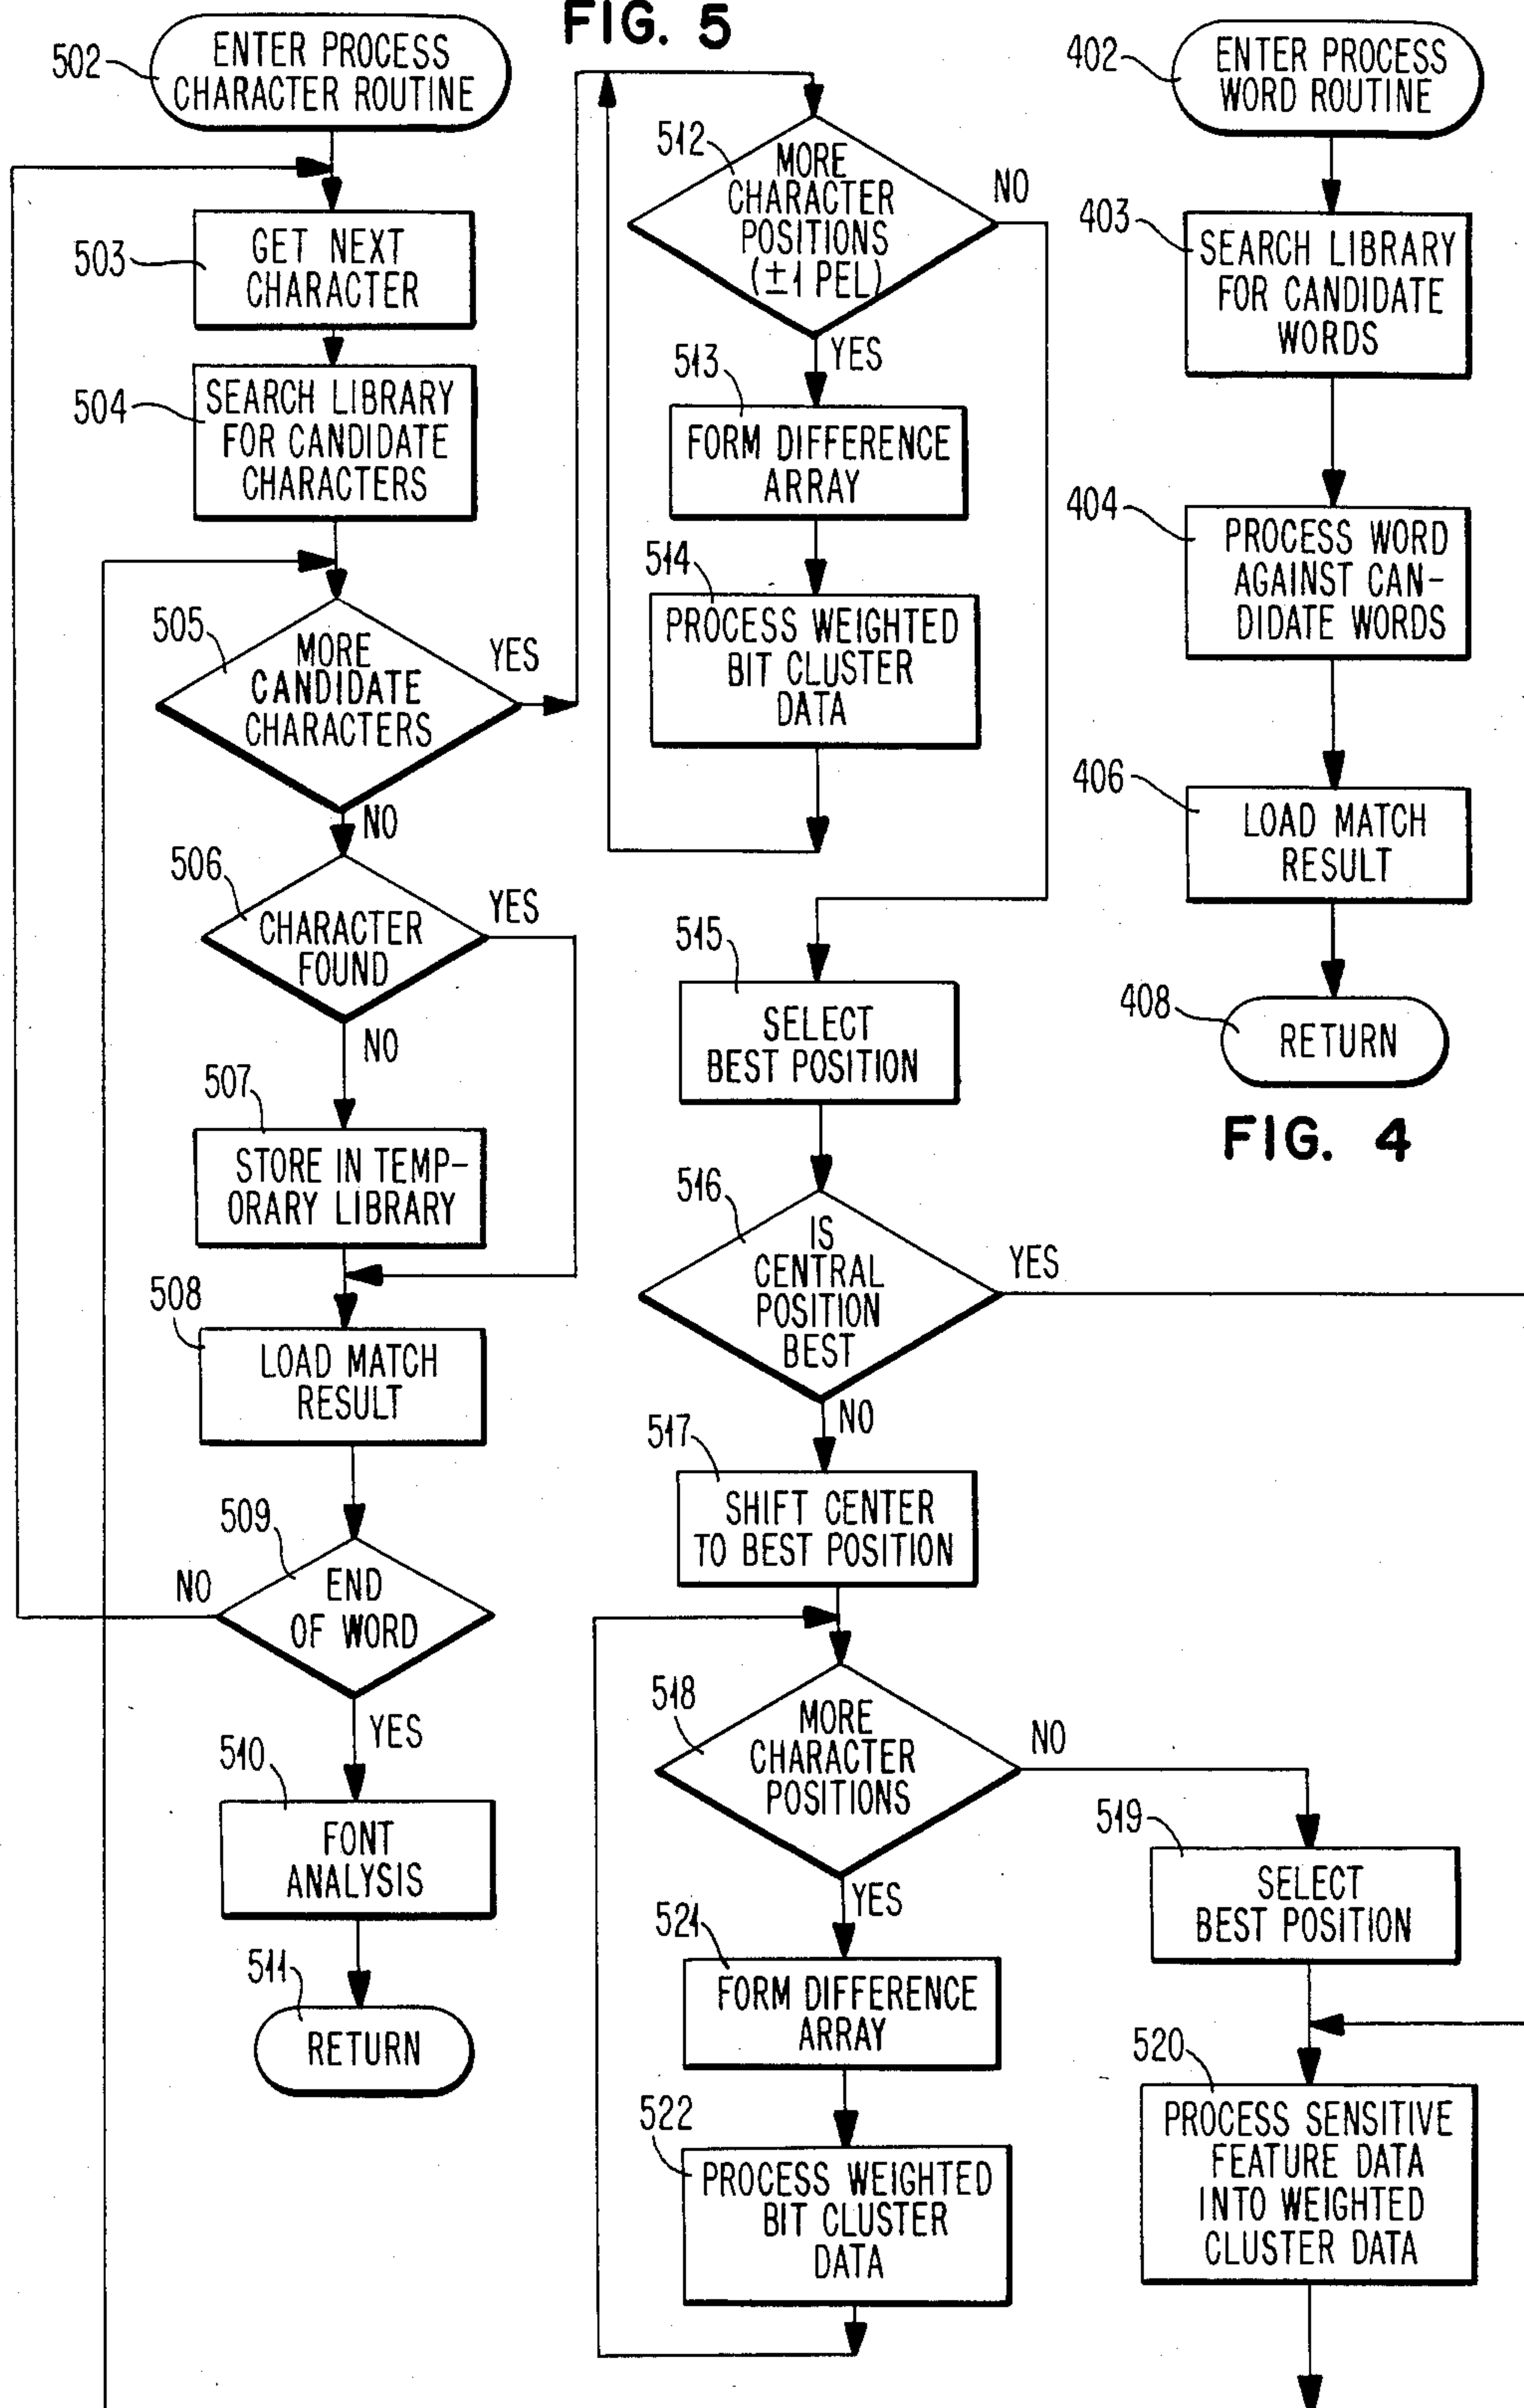 FIG. 5
502
ENTER PROCESS
CHARACTER ROUTINE
503
GET NEXT
CHARACTER
504
SEARCH LIBRARY
FOR CANDIDATE
CHARACTERS
505
MORE
CANDIDATE
CHARACTERS
YES
NO
506
CHARACTER
FOUND
YES
NO
507
STORE IN TEMP-
ORARY LIBRARY
508
LOAD MATCH
RESULT
509
END
OF WORD
NO
YES
510
FONT
ANALYSIS
511
RETURN
512
MORE
CHARACTER
POSITIONS
(±1 PEL)
NO
YES
513
FORM DIFFERENCE
ARRAY
514
PROCESS WEIGHTED
BIT CLUSTER
DATA
515
SELECT
BEST POSITION
516
IS
CENTRAL
POSITION
BEST
YES
NO
517
SHIFT CENTER
TO BEST POSITION
518
MORE
CHARACTER
POSITIONS
NO
YES
521
FORM DIFFERENCE
ARRAY
522
PROCESS WEIGHTED
BIT CLUSTER
DATA
519
SELECT
BEST POSITION
520
PROCESS SENSITIVE
FEATURE DATA
INTO WEIGHTED
CLUSTER DATA
402
ENTER PROCESS
WORD ROUTINE
403
SEARCH LIBRARY
FOR CANDIDATE
WORDS
404
PROCESS WORD
AGAINST CAN-
DIDATE WORDS
406
LOAD MATCH
RESULT
408
RETURN
FIG. 4